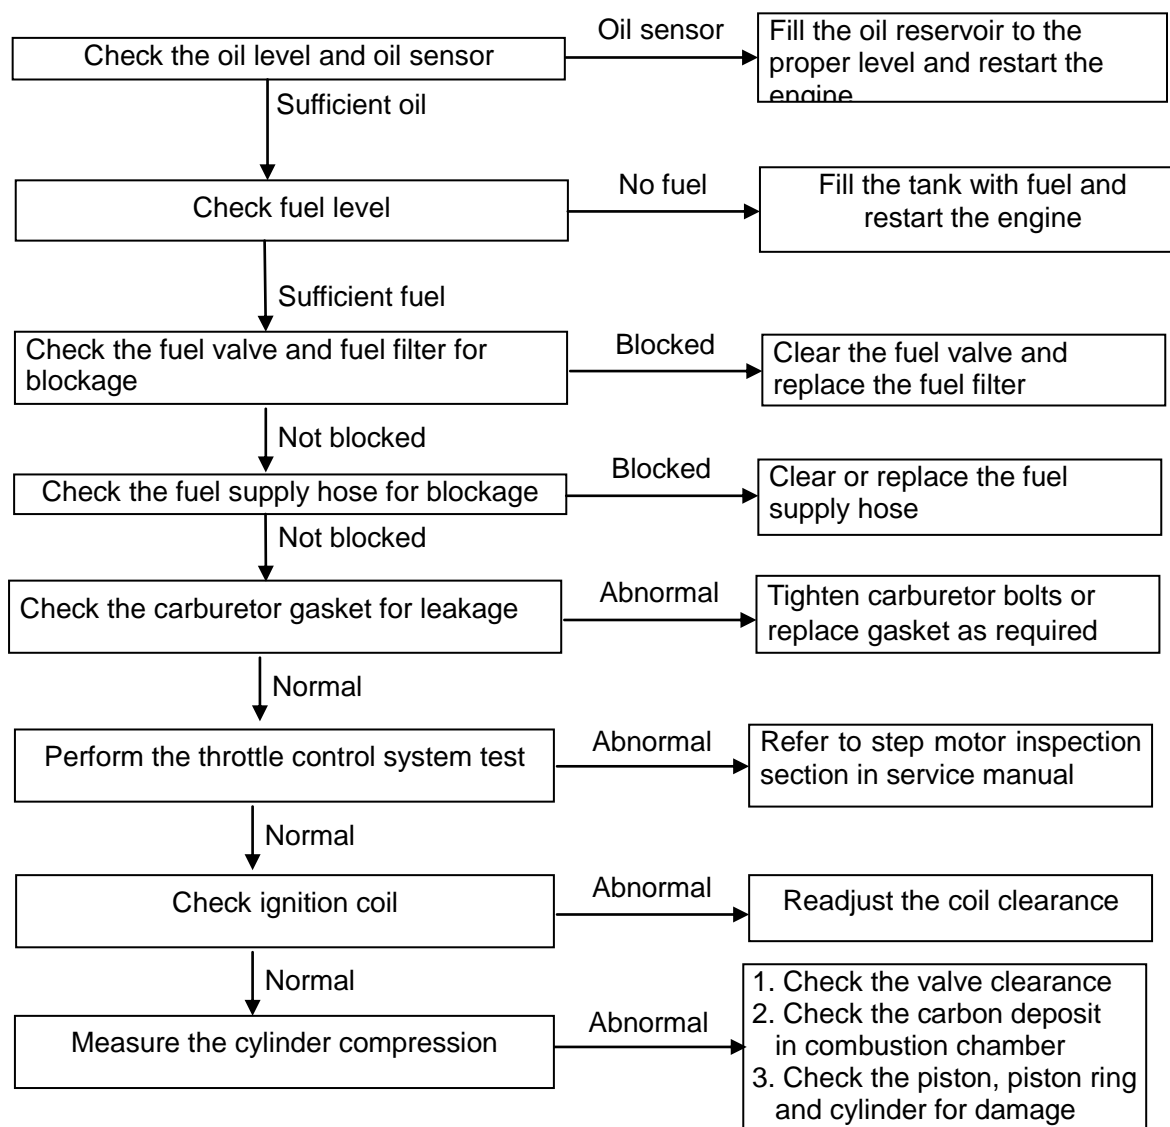 Check the oil level and oil sensor
Oil sensor
Fill the oil reservoir to the
proper level and restart the
engine
Sufficient oil
Check fuel level
No fuel
Fill the tank with fuel and
restart the engine
Sufficient fuel
Check the fuel valve and fuel filter for
blockage
Blocked
Clear the fuel valve and
replace the fuel filter
Not blocked
Check the fuel supply hose for blockage
Blocked
Clear or replace the fuel
supply hose
Not blocked
Check the carburetor gasket for leakage
Abnormal
Tighten carburetor bolts or
replace gasket as required
Normal
Perform the throttle control system test
Abnormal
Refer to step motor inspection
section in service manual
Normal
Check ignition coil
Abnormal
Readjust the coil clearance
Normal
Measure the cylinder compression
Abnormal
1. Check the valve clearance
2. Check the carbon deposit
in combustion chamber
3. Check the piston, piston ring
and cylinder for damage